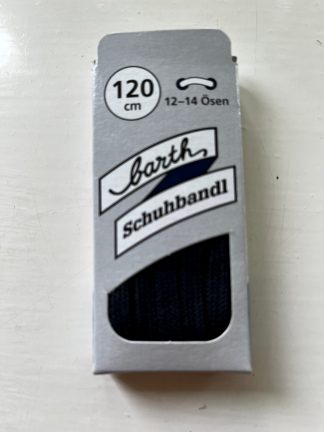 120
cm
12–14 Ösen
barth
Schuhbandl